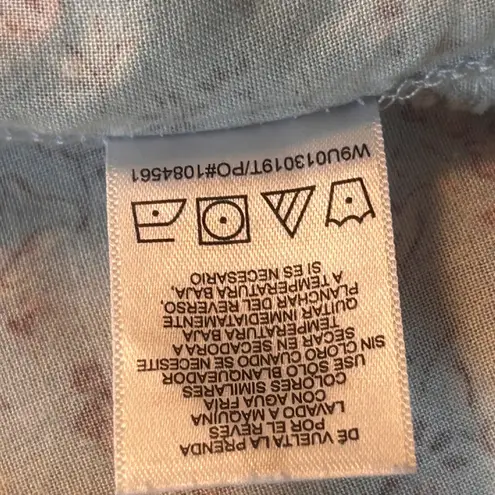 DÉ VUELTA LA PRENDA
POR EL REVES
LAVADO A MAQUINA
CON AGUA FRÍA
COLORES SIMILARES
USE SOLO BLANQUEADOR
SIN CLORO CUANDO SE NECESITE
SECAR EN SECADORA A
TEMPERATURA BAJA
QUITAR INMEDIATAMENTE
PLANCHAR DEL REVERSO,
A TEMPERATURA BAJA,
SI ES NECESARIO
W9U013019T/PO#1084561